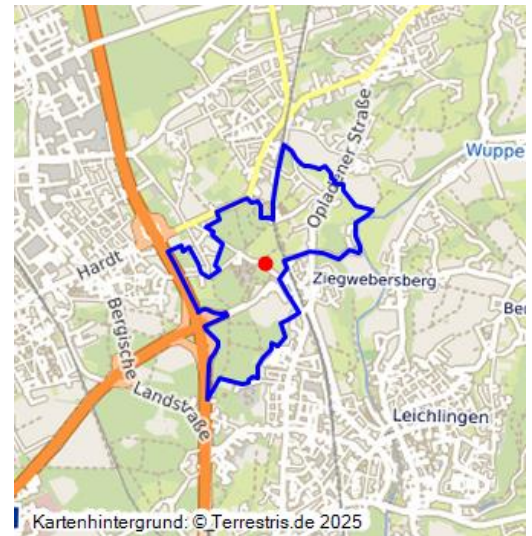 Opladener Straße
Wuppe
Hardt
Ziegwebersberg
Be
Bergische
Landstraße
Leichlingen
Kartenhintergrund: © Terrestris.de 2025